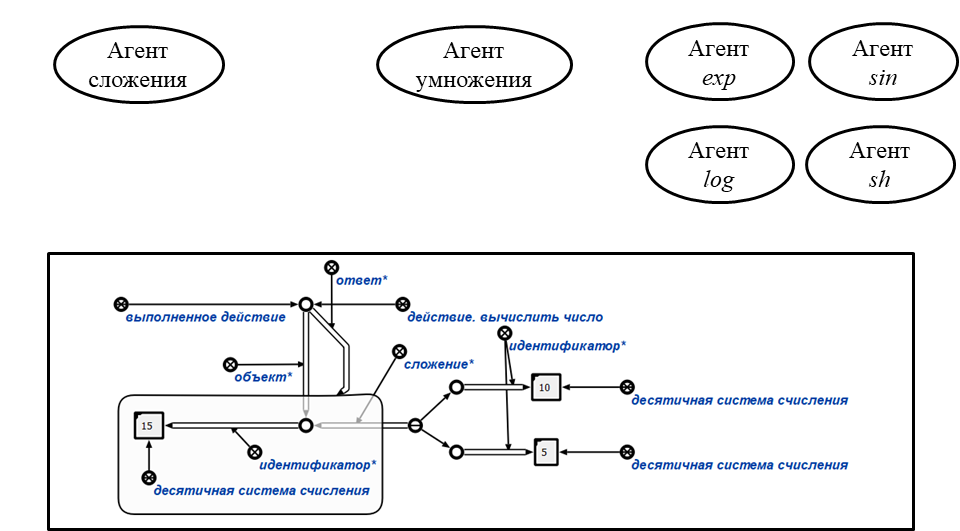 Агент
сложения
Агент
умножения
Агент
exp
Агент
sin
Агент
log
Агент
sh
ответ*
выполненное действие
действие. вычислить число
идентификатор*
сложение*
объект*
10
десятичная система счисления
15
5
идентификатор*
десятичная система счисления
десятичная система счисления